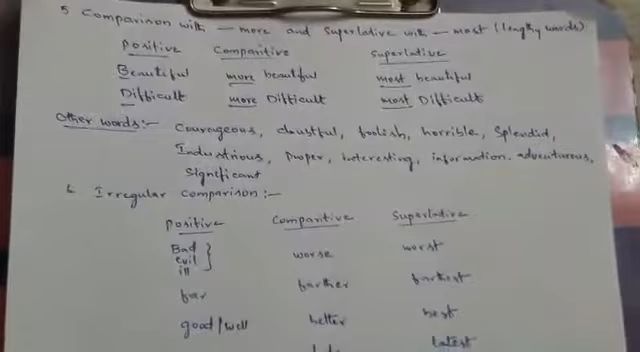 5 Comparison with - more and superlative with - most (lengthy words)
Positive Comparitive Superlative
Beautiful more beautiful most beautiful
Difficult more Difficult most Difficult
Other words:- Courageous, doubtful, foolish, horrible, Splendid,
Industrious, proper, interesting, information, adventurous,
Significant
6 Irregular comparison:-
Positive Comparitive Superlative
Bad
evil worse worst
ill
far farther farthest
good/well better best
latest